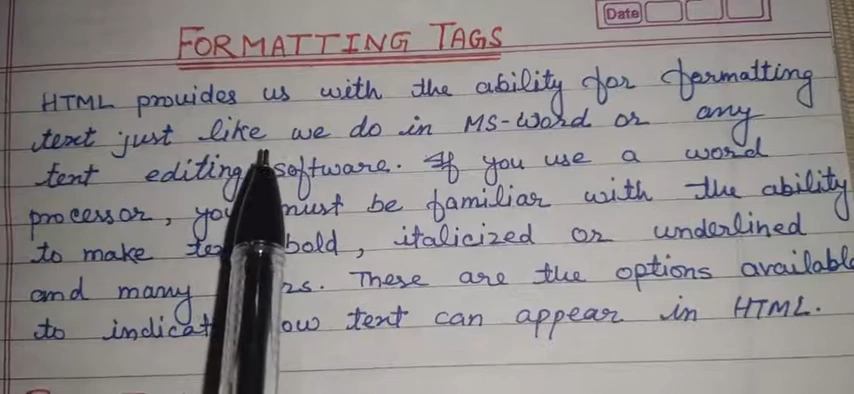 Date
FORMATTING TAGS
HTML provides us with the ability for formatting
text just like we do in MS-Word or any
text editing software. If you use a word
processor, you must be familiar with the ability
to make bold, italicized or underlined
and many These are the options available
to text can appear in HTML.